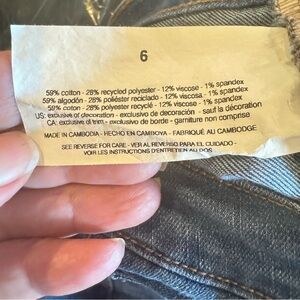 6
59% cotton - 28% recycled polyester - 12% viscose - 1% spandex
59% algodón - 28% poliéster reciclado - 12% viscosa - 1% spandex
59% coton - 28% polyester recyclé - 12% viscose - 1% spandex
US: exclusive of decoration - exclusivo de decoración - sauf la décoration
CA: exclusive of trim - exclusivo de borde - garniture non comprise
MADE IN CAMBODIA - HECHO EN CAMBOYA - FABRIQUÉ AU CAMBODGE
SEE REVERSE FOR CARE - VER AL REVERSO PARA EL CUIDADO -
VOIR LES INSTRUCTIONS D'ENTRETIEN AU DOS